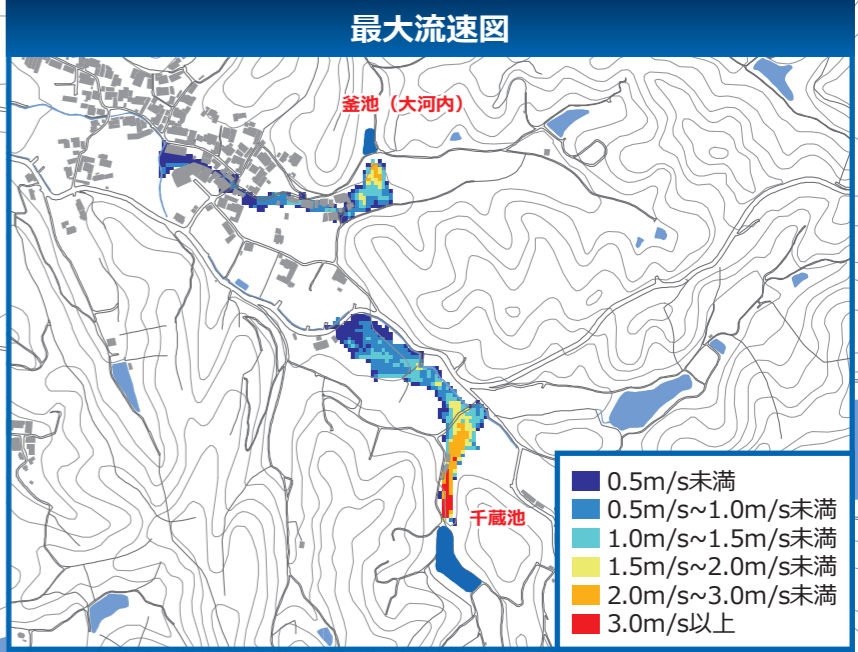 最大流速図
釜池（大河内）
千蔵池
0.5m/s未満
0.5m/s~1.0m/s未満
1.0m/s~1.5m/s未満
1.5m/s~2.0m/s未満
2.0m/s~3.0m/s未満
3.0m/s以上